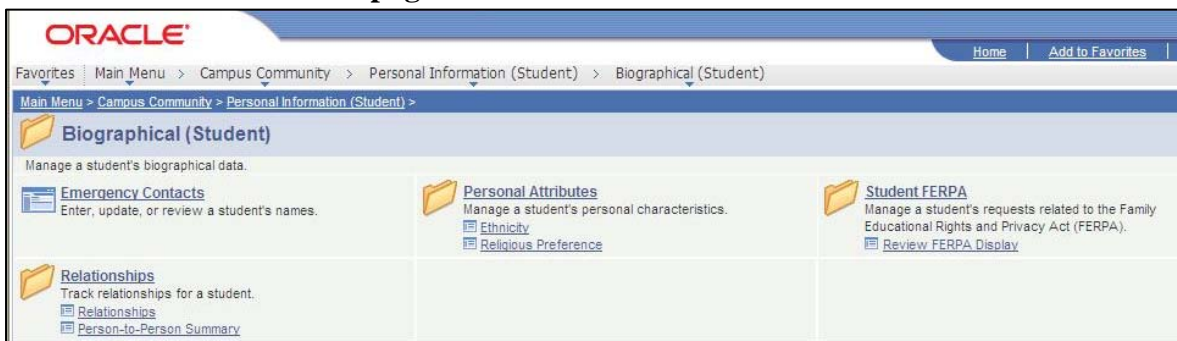 ORACLE
Home | Add to Favorites |
Favorites | Main Menu > Campus Community > Personal Information (Student) > Biographical (Student)
Main Menu > Campus Community > Personal Information (Student) >
Biographical (Student)
Manage a student's biographical data.
Emergency Contacts
Enter, update, or review a student's names.
Personal Attributes
Manage a student's personal characteristics.
Ethnicity
Religious Preference
Student FERPA
Manage a student's requests related to the Family
Educational Rights and Privacy Act (FERPA).
Review FERPA Display
Relationships
Track relationships for a student.
Relationships
Person-to-Person Summary